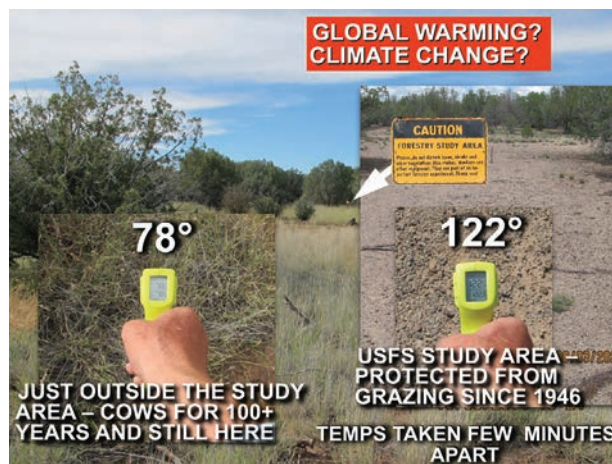 GLOBAL WARMING?
CLIMATE CHANGE?
CAUTION
FORESTRY STUDY AREA
78°
122°
JUST OUTSIDE THE STUDY
AREA – COWS FOR 100+
YEARS AND STILL HERE
USFS STUDY AREA –
PROTECTED FROM
GRAZING SINCE 1946
TEMPS TAKEN FEW MINUTES
APART